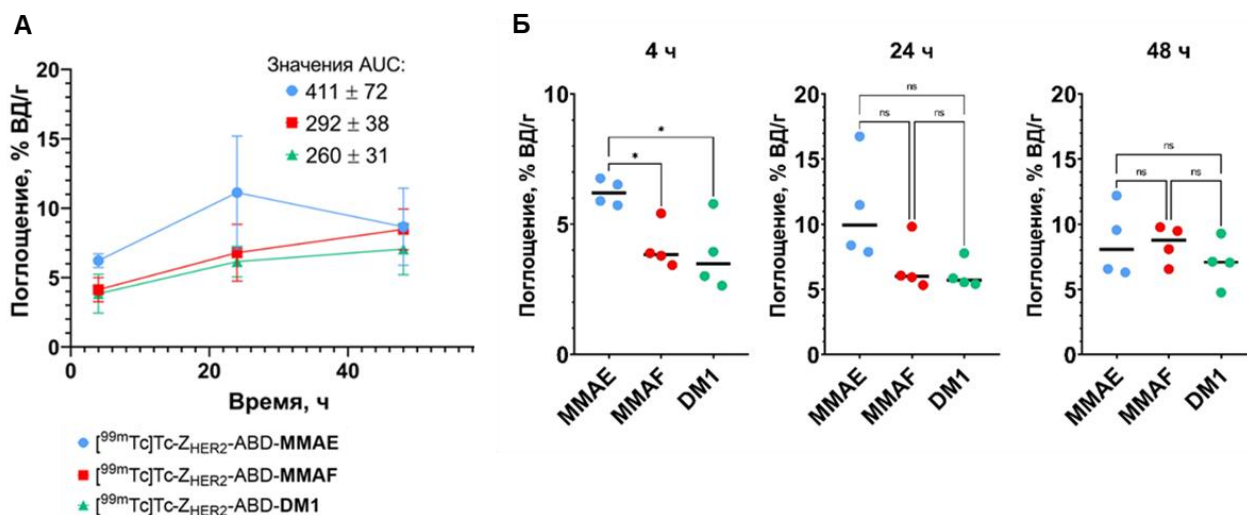 А
Значения AUC:
411 ± 72
292 ± 38
260 ± 31
Поглощение, % ВД/г
20
15
10
5
0
0
20
40
Время, ч
[⁹⁹ᵐTc]Tc-Z_HER2-ABD-MMAE
[⁹⁹ᵐTc]Tc-Z_HER2-ABD-MMAF
[⁹⁹ᵐTc]Tc-Z_HER2-ABD-DM1
Б
4 ч
Поглощение, % ВД/г
10
5
0
*
*
MMAE
MMAF
DM1
24 ч
Поглощение, % ВД/г
20
15
10
5
0
ns
ns
ns
MMAE
MMAF
DM1
48 ч
Поглощение, % ВД/г
20
15
10
5
0
ns
ns
ns
MMAE
MMAF
DM1